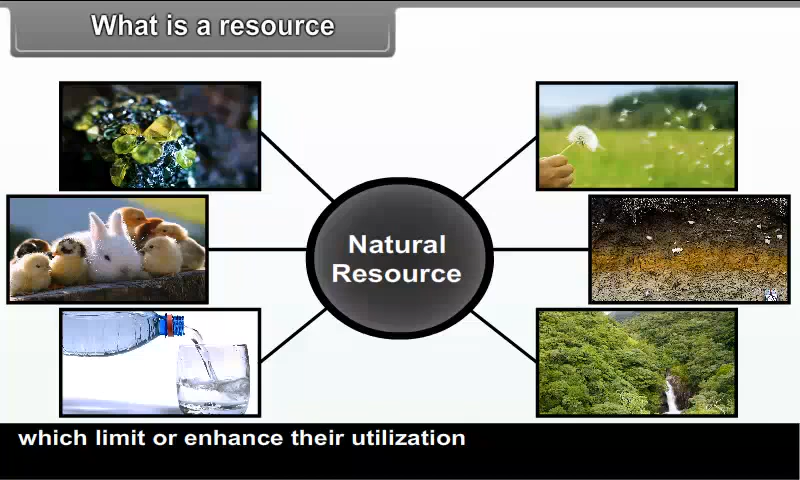 What is a resource
Natural
Resource
which limit or enhance their utilization